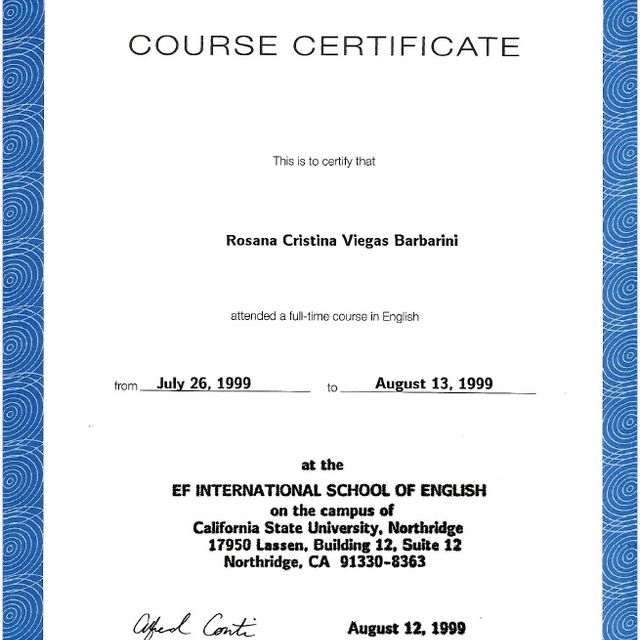 COURSE CERTIFICATE
This is to certify that
Rosana Cristina Viegas Barbarini
attended a full-time course in English
from July 26, 1999 to August 13, 1999
at the
EF INTERNATIONAL SCHOOL OF ENGLISH
on the campus of
California State University, Northridge
17950 Lassen, Building 12, Suite 12
Northridge, CA 91330-8363
Alfred Conti August 12, 1999